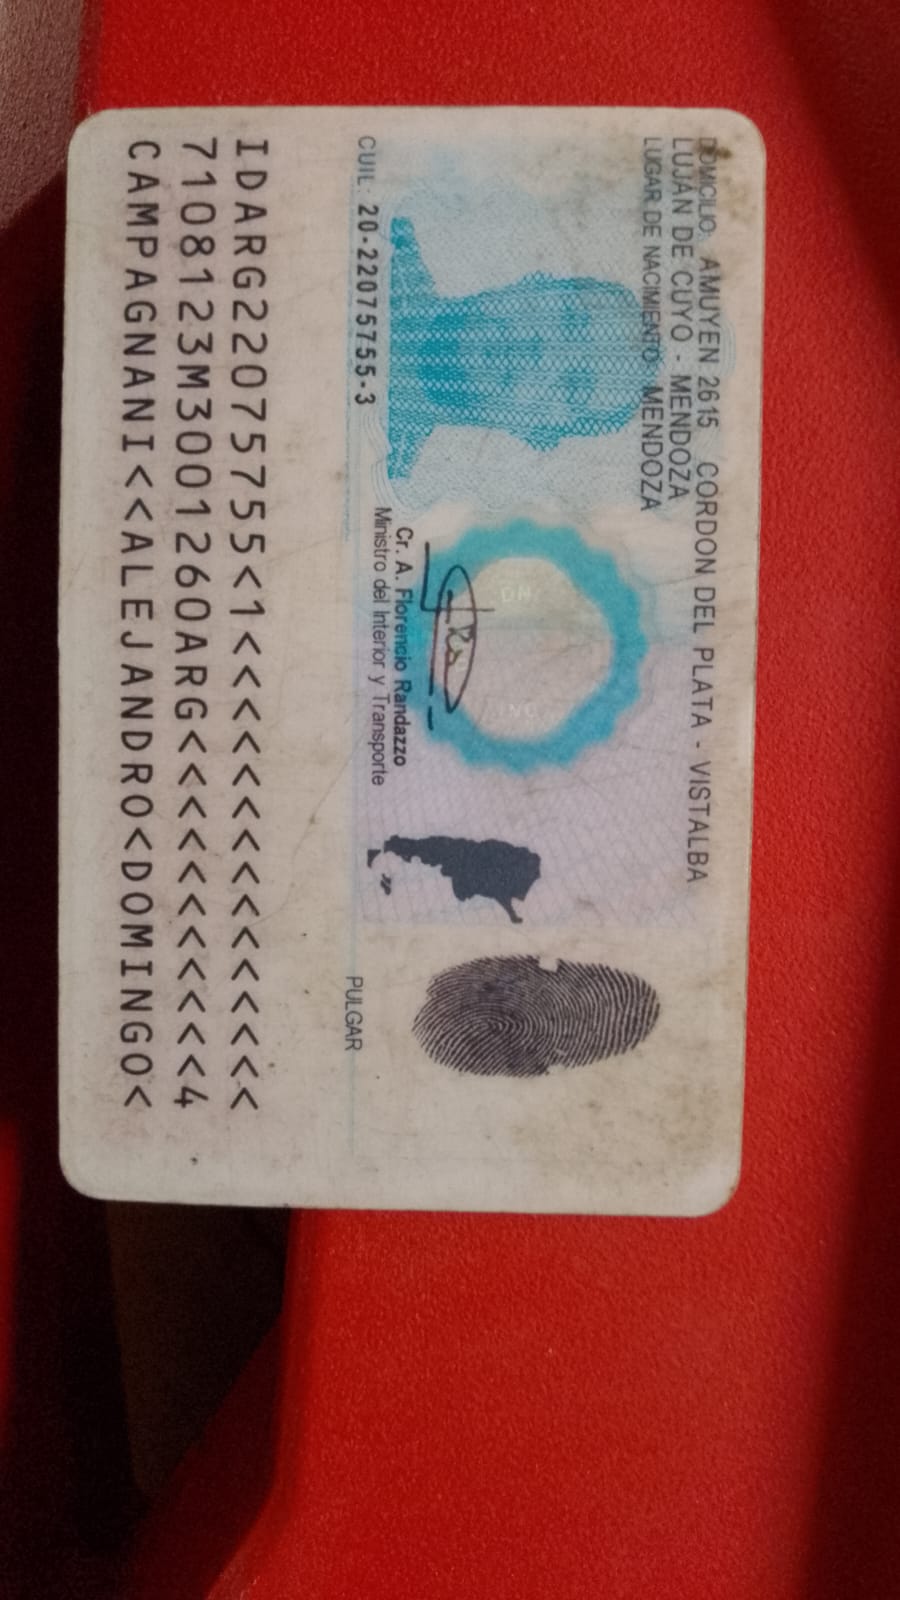 DOMICILIO: AMUYEN 2615 CORDON DEL PLATA - VISTALBA
LUJÁN DE CUYO - MENDOZA
LUGAR DE NACIMIENTO: MENDOZA
CUIL: 20-22075755-3
Cr. A. Florencio Randazzo
Ministro del Interior y Transporte
PULGAR
IDARG22075755<1<<<<<<<<<<<<<<<
7108123M3001260ARG<<<<<<<<<<<4
CAMPAGNANI<<ALEJANDRO<DOMINGO<